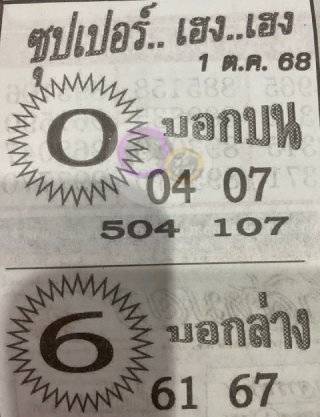 ซุปเปอร์.. เฮง..เฮง
1 ต.ค. 68
0 บอกบน
04 07
504 107
6 บอกล่าง
61 67